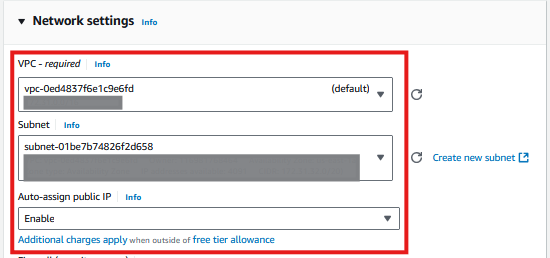 ▼ Network settings Info
VPC - required | Info
vpc-0ed4837f6e1c9e6fd (default)
Subnet | Info
subnet-01be7b74826f2d658
Create new subnet
Auto-assign public IP | Info
Enable
Additional charges apply when outside of free tier allowance